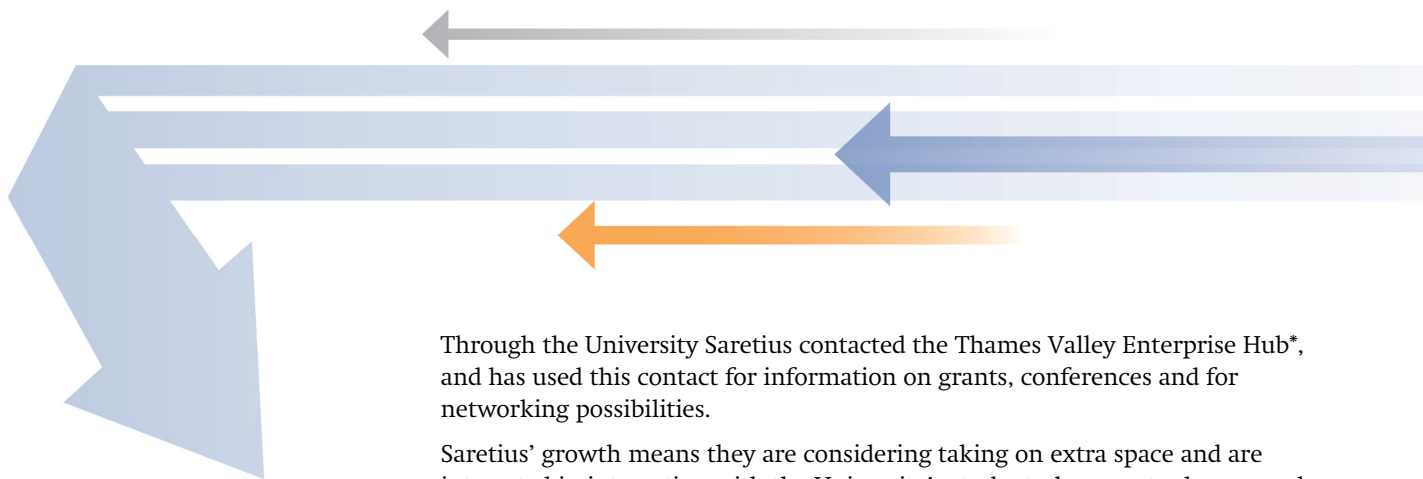 Through the University Saretius contacted the Thames Valley Enterprise Hub*,
and has used this contact for information on grants, conferences and for
networking possibilities.
Saretius’ growth means they are considering taking on extra space and are